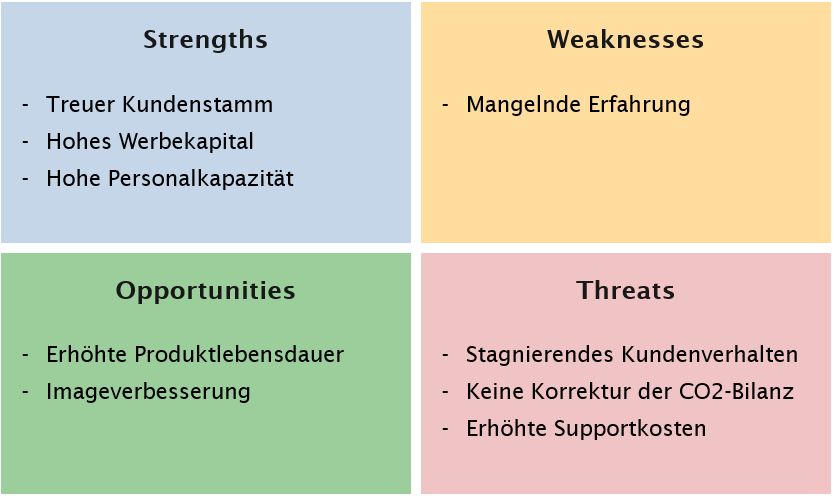 Strengths
- Treuer Kundenstamm
- Hohes Werbekapital
- Hohe Personalkapazität
Weaknesses
- Mangelnde Erfahrung
Opportunities
- Erhöhte Produktlebensdauer
- Imageverbesserung
Threats
- Stagnierendes Kundenverhalten
- Keine Korrektur der CO2-Bilanz
- Erhöhte Supportkosten